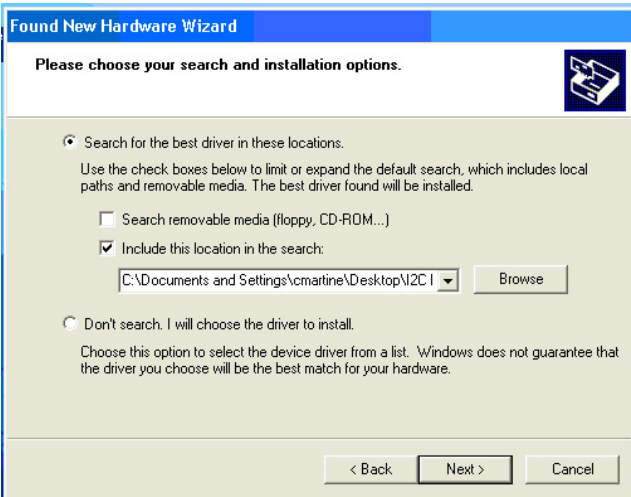 Found New Hardware Wizard
Please choose your search and installation options.
Search for the best driver in these locations.
Use the check boxes below to limit or expand the default search, which includes local
paths and removable media. The best driver found will be installed.
Search removable media (floppy, CD-ROM...)
Include this location in the search:
C:\Documents and Settings\cmartine\Desktop\I2C
Browse
Don't search. I will choose the driver to install.
Choose this option to select the device driver from a list. Windows does not guarantee that
the driver you choose will be the best match for your hardware.
< Back
Next >
Cancel